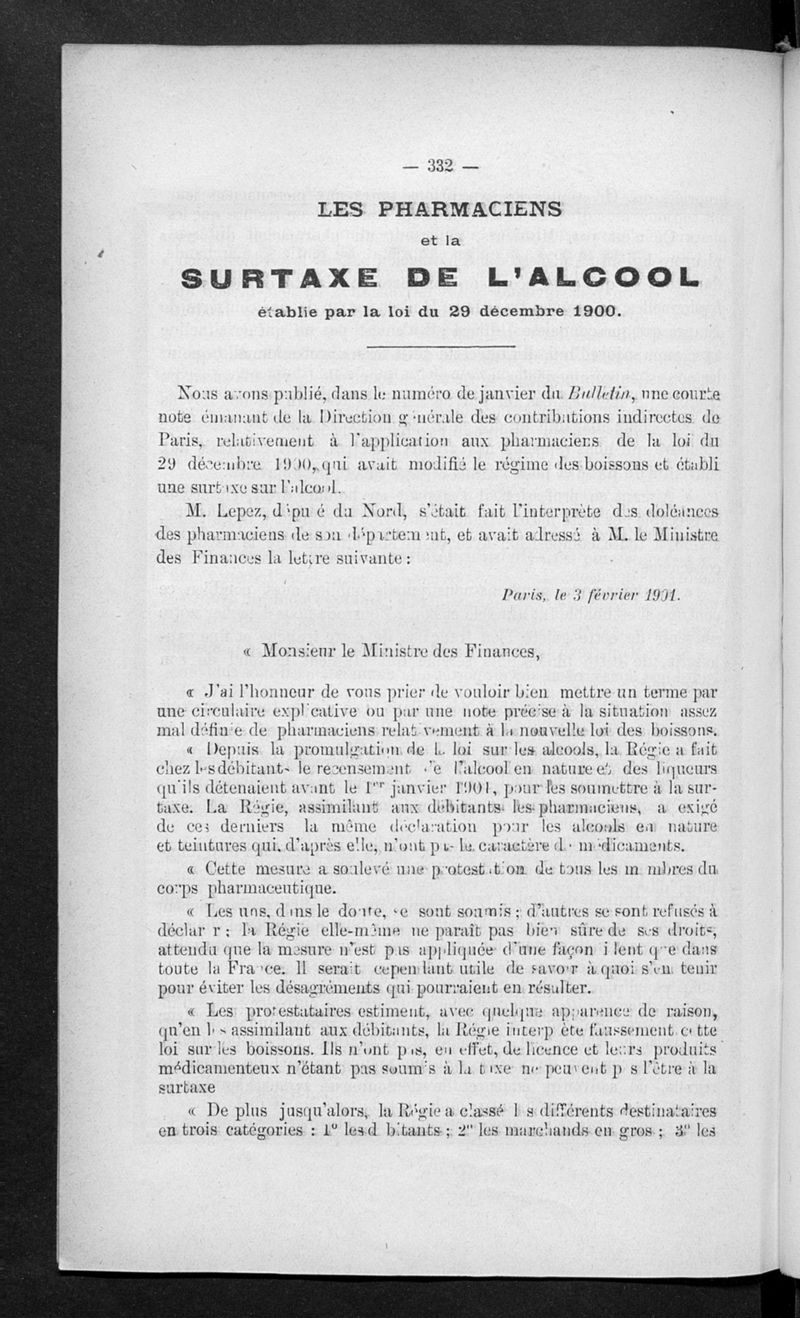 — 332 —
LES PHARMACIENS
et la
SURTAXE DE L'ALCOOL
établie par la loi du 29 décembre 1900.
Nous avons publié, dans le numéro de janvier du Bulletin, une courte
note émanant de la Direction générale des contributions indirectes de
Paris, relativement à l'application aux pharmaciens de la loi du
29 décembre 1900, qui avait modifié le régime des boissons et établi
une surtaxe sur l'alcool.
M. Lepez, député du Nord, s'était fait l'interprète des doléances
des pharmaciens de son département, et avait adressé à M. le Ministre
des Finances la lettre suivante :
Paris, le 3 février 1901.
« Monsieur le Ministre des Finances,
« J'ai l'honneur de vous prier de vouloir bien mettre un terme par
une circulaire explicative ou par une note précise à la situation assez
mal définie de pharmaciens relativement à la nouvelle loi des boissons.
« Depuis la promulgation de la loi sur les alcools, la Régie a fait
chez les débitants le recensement de l'alcool en nature et des liqueurs
qu'ils détenaient avant le 1er janvier 1901, pour les soumettre à la sur-
taxe. La Régie, assimilant aux débitants les pharmaciens, a exigé
de ces derniers la même déclaration pour les alcools en nature
et teintures qui, d'après elle, n'ont pas le caractère de médicaments.
« Cette mesure a soulevé une protestation de tous les membres du
corps pharmaceutique.
« Les uns, dans le doute, se sont soumis ; d'autres se sont refusés à
déclarer ; la Régie elle-même ne paraît pas bien sûre de ses droits,
attendu que la mesure n'est pas appliquée d'une façon identique dans
toute la France. Il serait cependant utile de savoir à quoi s'en tenir
pour éviter les désagréments qui pourraient en résulter.
« Les protestataires estiment, avec quelque apparence de raison,
qu'en les assimilant aux débitants, la Régie interprète faussement cette
loi sur les boissons. Ils n'ont pas, en effet, de licence et leurs produits
médicamenteux n'étant pas soumis à la taxe ne peuvent pas l'être à la
surtaxe
« De plus jusqu'alors, la Régie a classé les différents destinataires
en trois catégories : 1° les débitants ; 2° les marchands en gros ; 3° les